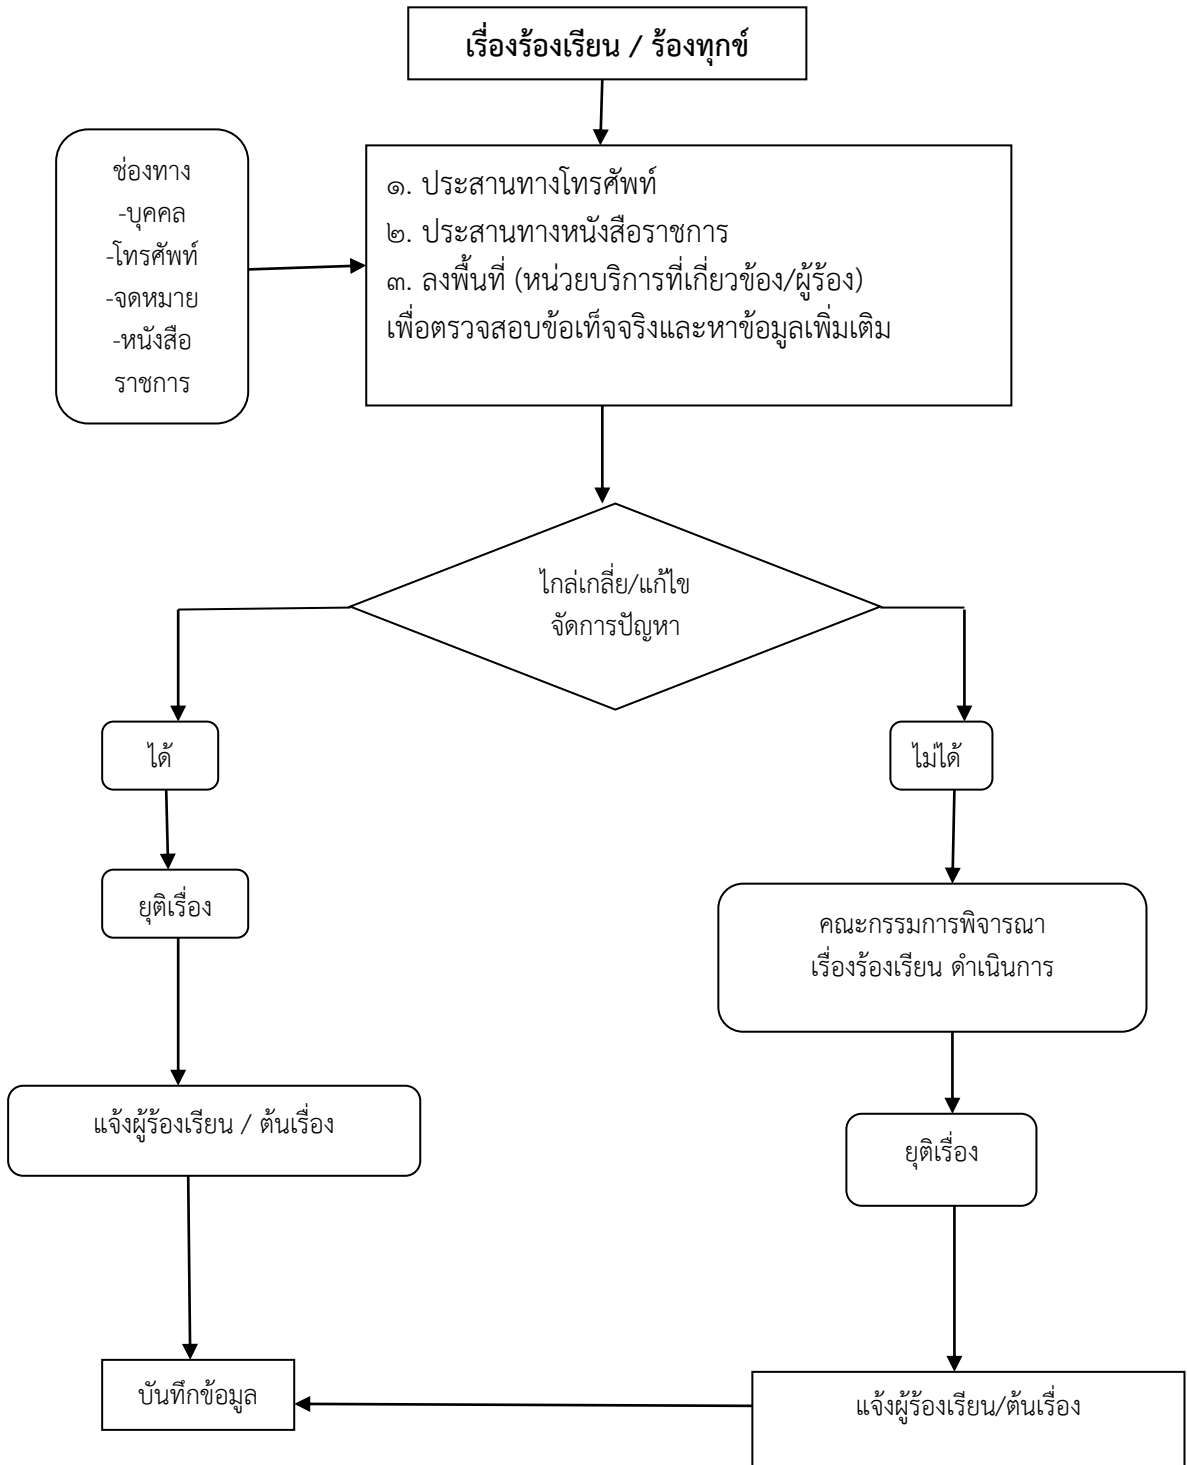 เรื่องร้องเรียน / ร้องทุกข์
ช่องทาง
-บุคคล
-โทรศัพท์
-จดหมาย
-หนังสือ
ราชการ
๑. ประสานทางโทรศัพท์
๒. ประสานทางหนังสือราชการ
๓. ลงพื้นที่ (หน่วยบริการที่เกี่ยวข้อง/ผู้ร้อง)
เพื่อตรวจสอบข้อเท็จจริงและหาข้อมูลเพิ่มเติม
ไกล่เกลี่ย/แก้ไข
จัดการปัญหา
ได้
ไม่ได้
ยุติเรื่อง
คณะกรรมการพิจารณา
เรื่องร้องเรียน ดำเนินการ
แจ้งผู้ร้องเรียน / ต้นเรื่อง
ยุติเรื่อง
บันทึกข้อมูล
แจ้งผู้ร้องเรียน/ต้นเรื่อง